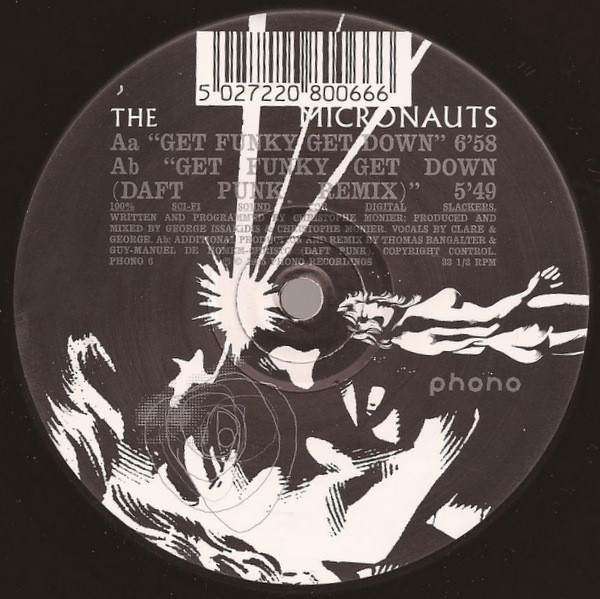 5 027220 800666
THE MICRONAUTS
Aa "GET FUNKY GET DOWN" 6'58
Ab "GET FUNKY GET DOWN
(DAFT PUNK REMIX)" 5'49
100% SCI-FI SOUND FOR DIGITAL SLACKERS.
WRITTEN AND PROGRAMMED BY CHRISTOPHE MONIER; PRODUCED AND
MIXED BY GEORGE ISSAKIDIS & CHRISTOPHE MONIER. VOCALS BY CLARE &
GEORGE. Ab: ADDITIONAL PRODUCTION AND REMIX BY THOMAS BANGALTER &
GUY-MANUEL DE HOMEM-CHRISTO (DAFT PUNK). COPYRIGHT CONTROL.
PHONO 6 © PHONO RECORDINGS 33 1/3 RPM
phono